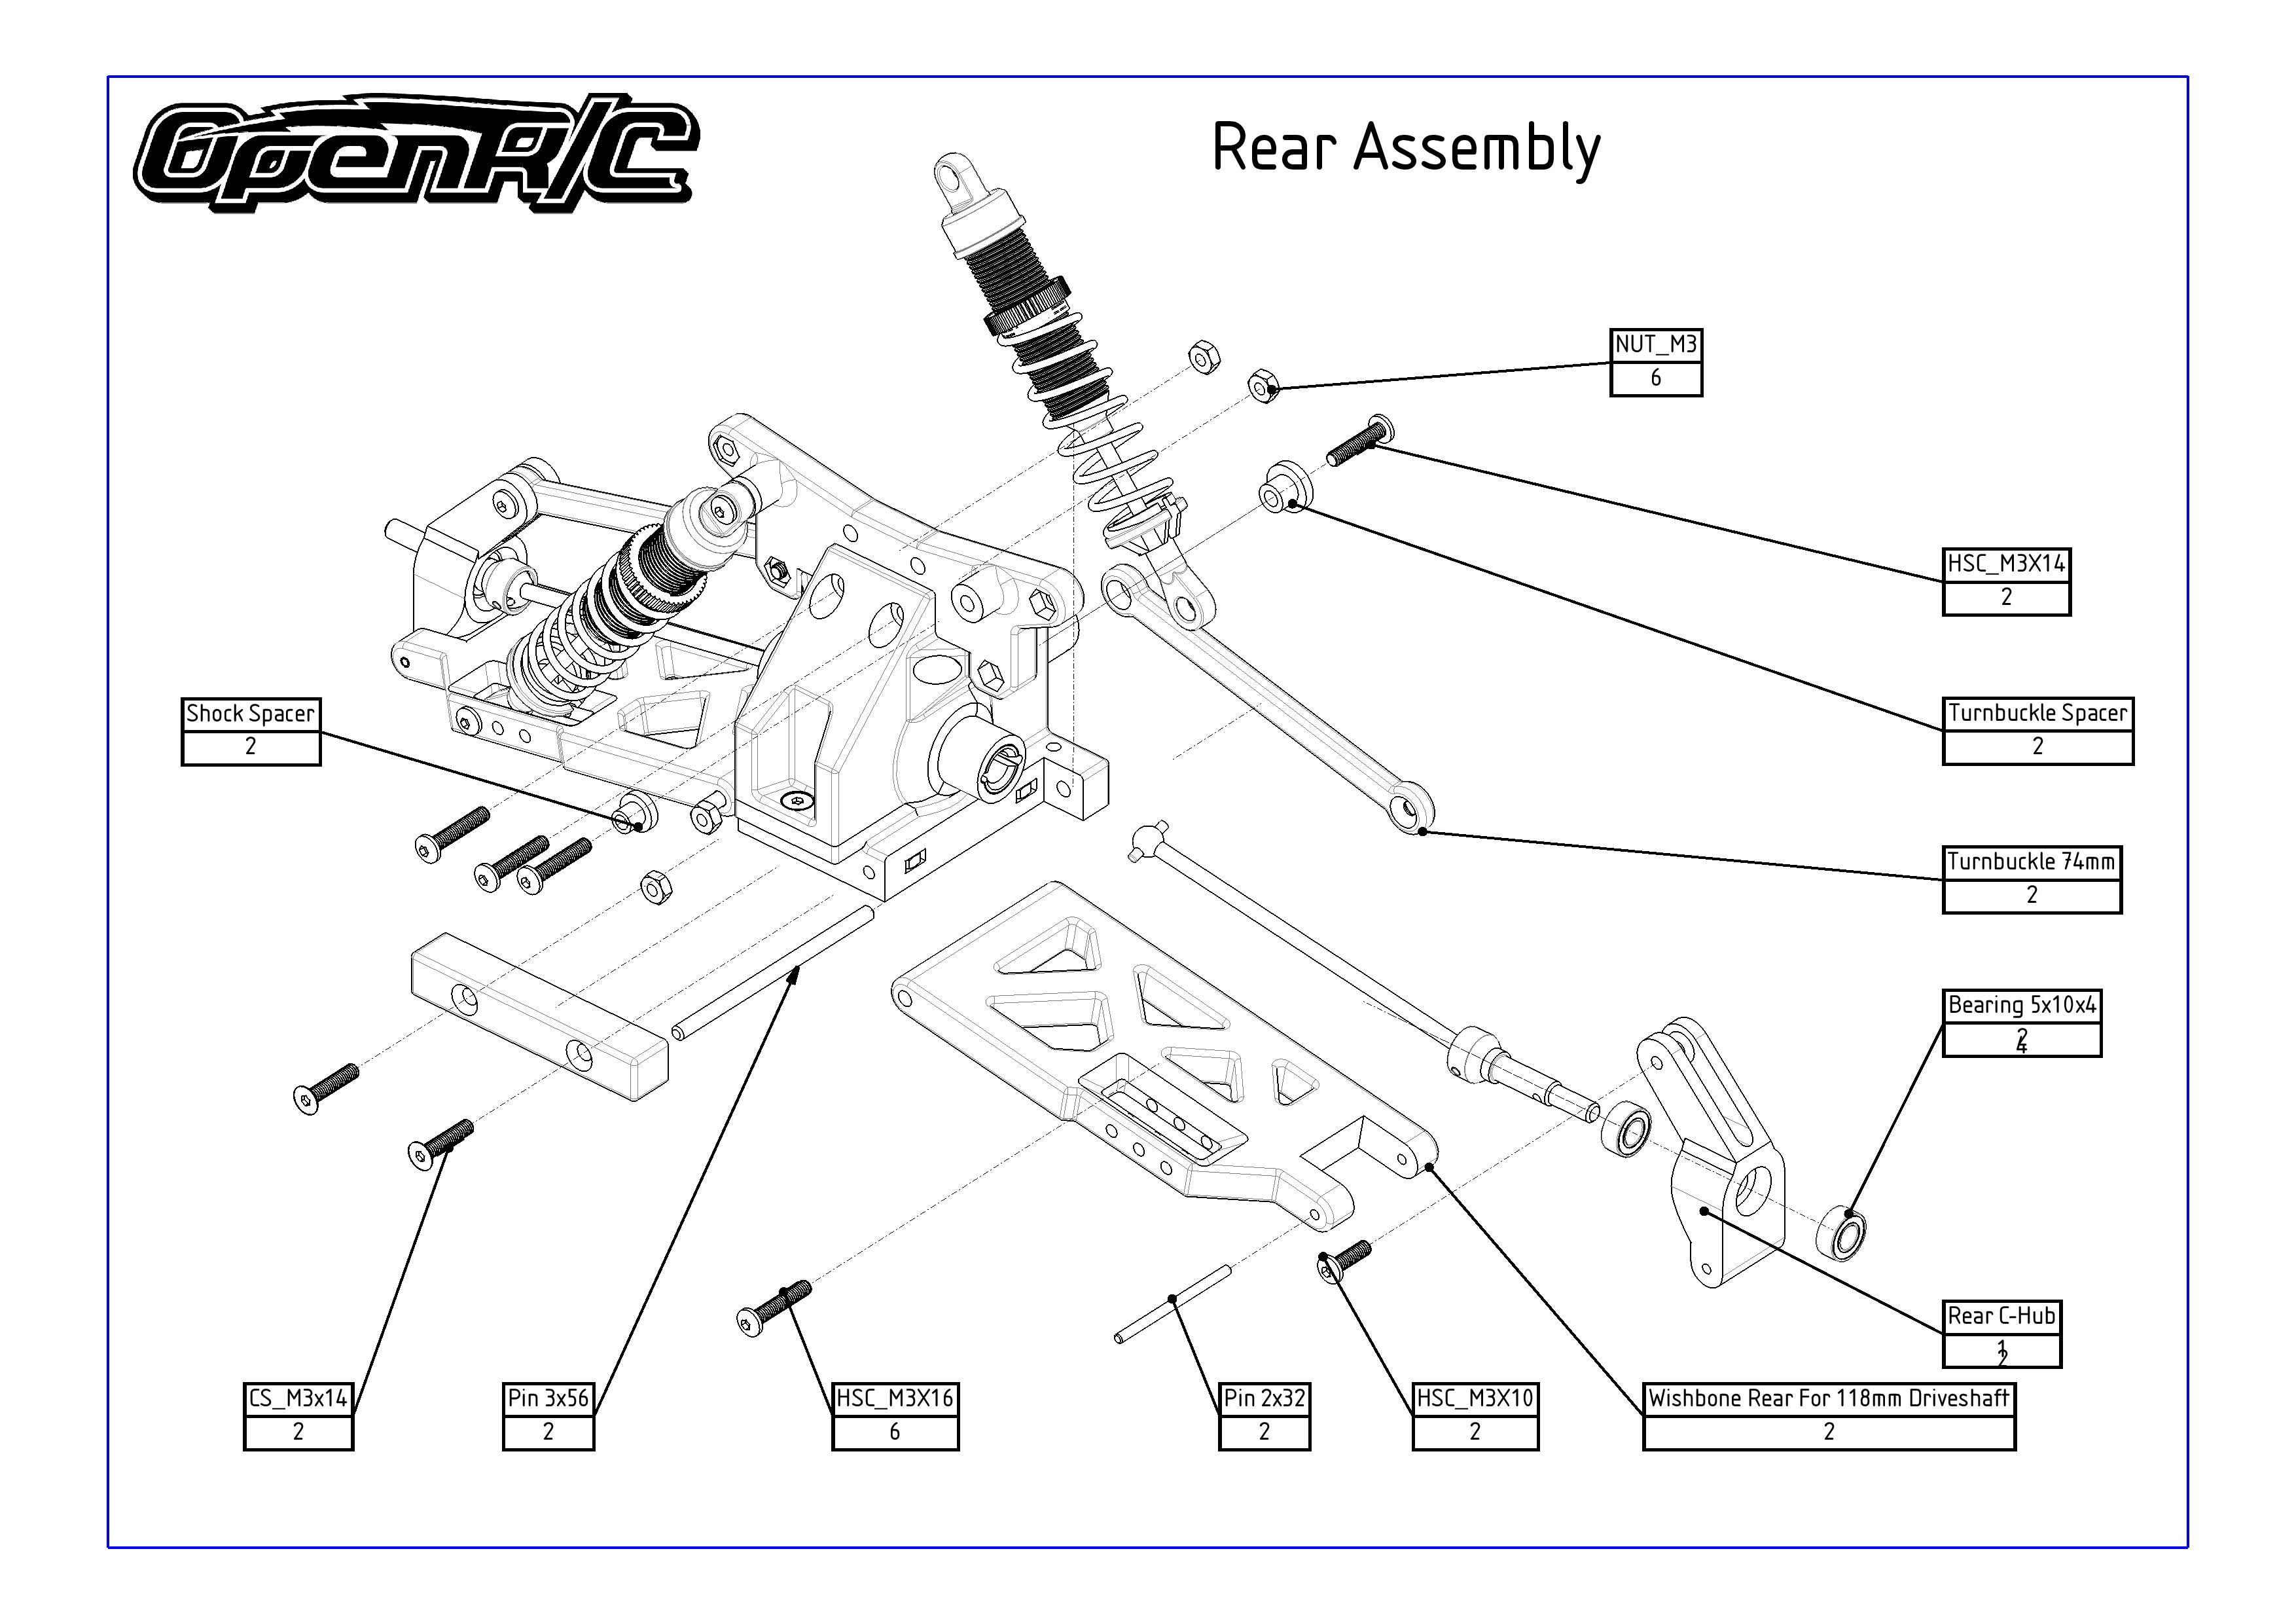 OpenR/C
Rear Assembly
NUT_M3
6
HSC_M3X14
2
Shock Spacer
2
Turnbuckle Spacer
2
Turnbuckle 74mm
2
Bearing 5x10x4
2
4
Rear C-Hub
1
2
CS_M3x14
2
Pin 3x56
2
HSC_M3X16
6
Pin 2x32
2
HSC_M3X10
2
Wishbone Rear For 118mm Driveshaft
2